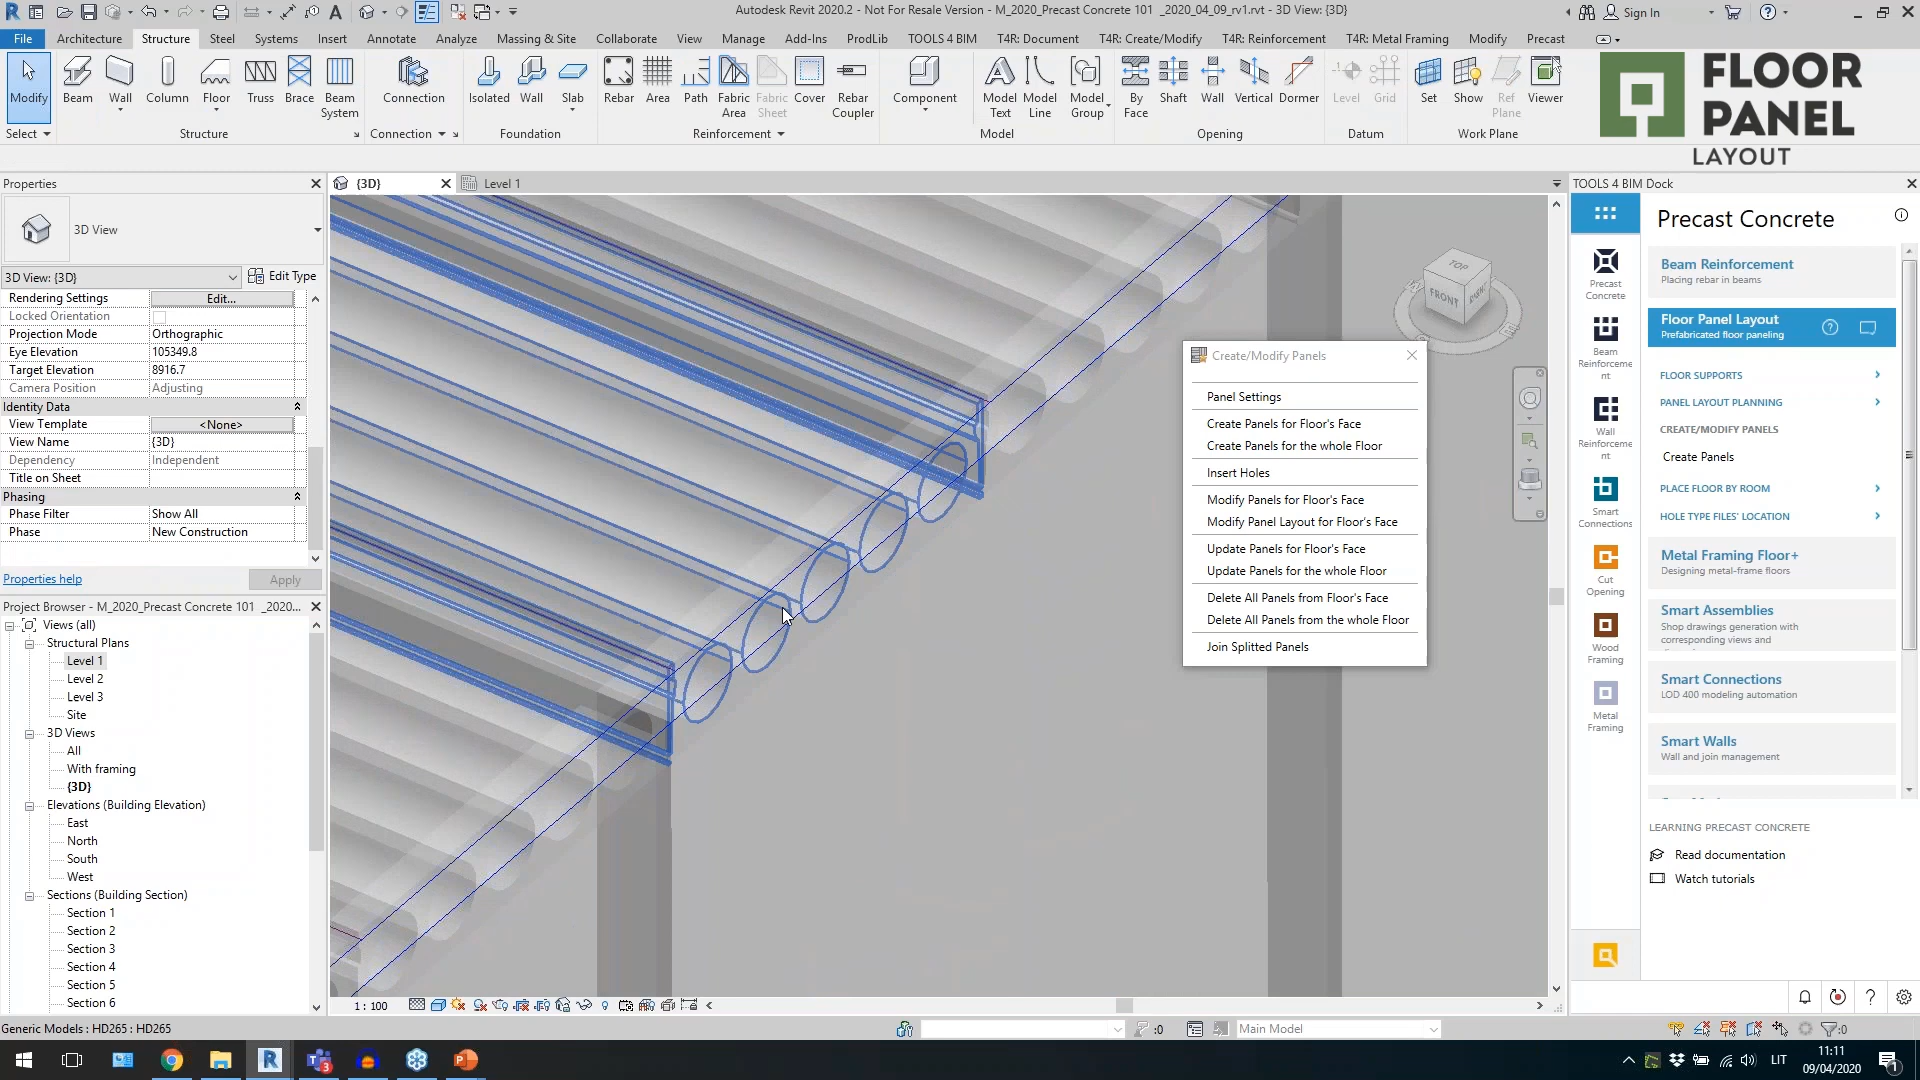 Autodesk Revit 2020.2 - Not For Resale Version - M_2020_Precast Concrete 101 _2020_04_09_rv1.rvt - 3D View: {3D}
Sign In
File Architecture Structure Steel Systems Insert Annotate Analyze Massing & Site Collaborate View Manage Add-Ins ProdLib TOOLS 4 BIM T4R: Document T4R: Create/Modify T4R: Reinforcement T4R: Metal Framing Modify Precast
Modify Beam Wall Column Floor Truss Brace Beam System
Connection
Isolated Wall Slab
Rebar Area Path Fabric Area Fabric Sheet Cover Rebar Coupler
Component
Model Text Model Line Model Group
By Face Shaft Wall Vertical Dormer
Level Grid
Set Show Ref Plane Viewer
Select Structure Connection Foundation Reinforcement Model Opening Datum Work Plane
FLOOR
PANEL
LAYOUT
Properties
3D View
3D View: {3D} Edit Type
Rendering Settings Edit...
Locked Orientation
Projection Mode Orthographic
Eye Elevation 105349.8
Target Elevation 8916.7
Camera Position Adjusting
Identity Data
View Template <None>
View Name {3D}
Dependency Independent
Title on Sheet
Phasing
Phase Filter Show All
Phase New Construction
Properties help Apply
Project Browser - M_2020_Precast Concrete 101 _2020...
Views (all)
Structural Plans
Level 1
Level 2
Level 3
Site
3D Views
All
With framing
{3D}
Elevations (Building Elevation)
East
North
South
West
Sections (Building Section)
Section 1
Section 2
Section 3
Section 4
Section 5
Section 6
{3D} Level 1
TOP
FRONT
RIGHT
Create/Modify Panels
Panel Settings
Create Panels for Floor's Face
Create Panels for the whole Floor
Insert Holes
Modify Panels for Floor's Face
Modify Panel Layout for Floor's Face
Update Panels for Floor's Face
Update Panels for the whole Floor
Delete All Panels from Floor's Face
Delete All Panels from the whole Floor
Join Splitted Panels
1 : 100
TOOLS 4 BIM Dock
Precast Concrete
Beam Reinforceme nt
Wall Reinforceme nt
Smart Connections
Cut Opening
Wood Framing
Metal Framing
Precast Concrete
Beam Reinforcement
Placing rebar in beams
Floor Panel Layout
Prefabricated floor paneling
FLOOR SUPPORTS
PANEL LAYOUT PLANNING
CREATE/MODIFY PANELS
Create Panels
PLACE FLOOR BY ROOM
HOLE TYPE FILES' LOCATION
Metal Framing Floor+
Designing metal-frame floors
Smart Assemblies
Shop drawings generation with
corresponding views and
Smart Connections
LOD 400 modeling automation
Smart Walls
Wall and join management
LEARNING PRECAST CONCRETE
Read documentation
Watch tutorials
Generic Models : HD265 : HD265
:0
Main Model
:0
3
LIT
11:11
09/04/2020
1